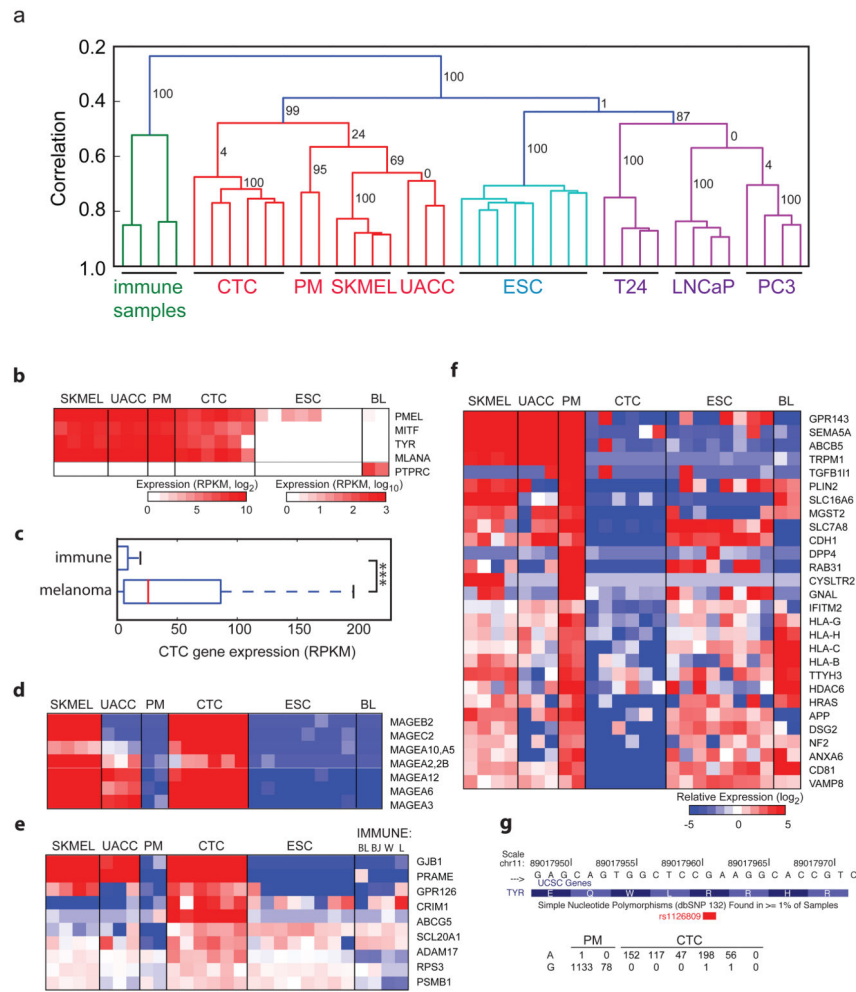 a
0.2
100
100
1
0.4
99
87
24
0
100
Correlation
4
69
0
4
0.6
95
100
100
100
100
100
100
0.8
1.0
immune samples
CTC
PM
SKMEL
UACC
ESC
T24
LNCaP
PC3
b
SKMEL UACC PM CTC ESC BL
PMEL
MITF
TYR
MLANA
PTPRC
Expression (RPKM, log2)
0 5 10
Expression (RPKM, log10)
0 1 2 3
c
immune
melanoma
***
0 50 100 150 200
CTC gene expression (RPKM)
d
SKMEL UACC PM CTC ESC BL
MAGEB2
MAGEC2
MAGEA10,A5
MAGEA2,2B
MAGEA12
MAGEA6
MAGEA3
e
IMMUNE:
SKMEL UACC PM CTC ESC BL BJ W L
GJB1
PRAME
GPR126
CRIM1
ABCG5
SCL20A1
ADAM17
RPS3
PSMB1
f
SKMEL UACC PM CTC ESC BL
GPR143
SEMA5A
ABCB5
TRPM1
TGFB1I1
PLIN2
SLC16A6
MGST2
SLC7A8
CDH1
DPP4
RAB31
CYSLTR2
GNAL
IFITM2
HLA-G
HLA-H
HLA-C
HLA-B
TTYH3
HDAC6
HRAS
APP
DSG2
NF2
ANXA6
CD81
VAMP8
Relative Expression (log2)
-5 0 5
g
Scale
chr11: 89017950| 89017955| 89017960| 89017965| 89017970|
---> G A G C A G T G G C T C C G A A G G C A C C G T C
UCSC Genes
TYR E Q W L R R H R
Simple Nucleotide Polymorphisms (dbSNP 132) Found in >= 1% of Samples
rs1126809
PM CTC
A 1 0 152 117 47 198 56 0
G 1133 78 0 0 0 1 1 0